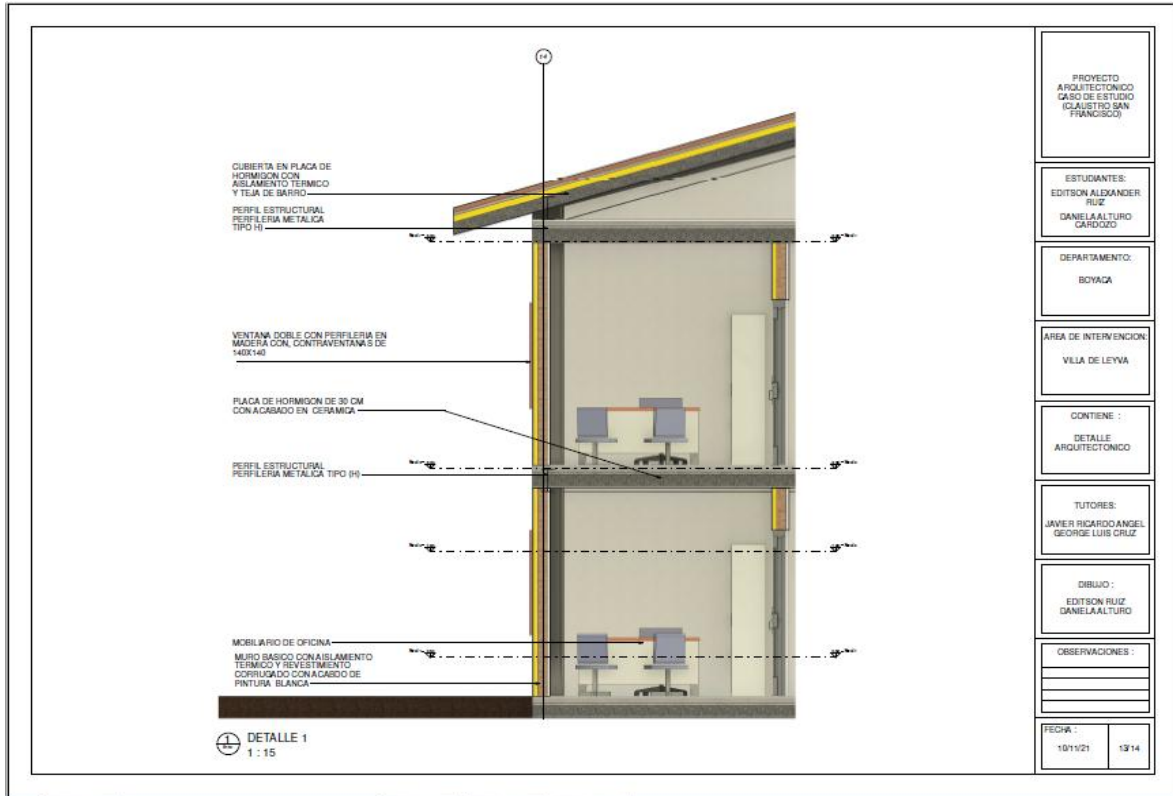 CUBIERTA EN PLACA DE
HORMIGON CON
AISLAMIENTO TERMICO
Y TEJA DE BARRO
PERFIL ESTRUCTURAL
PERFILERIA METALICA
TIPO H)
VENTANA DOBLE CON PERFILERIA EN
MADERA CON, CONTRAVENTANAS DE
140X140
PLACA DE HORMIGON DE 30 CM
CON ACABADO EN CERAMICA
PERFIL ESTRUCTURAL
PERFILERIA METALICA TIPO (H)
MOBILIARIO DE OFICINA
MURO BASICO CON AISLAMIENTO
TERMICO Y REVESTIMIENTO
CORRUGADO CON ACABDO DE
PINTURA BLANCA
1
DETALLE 1
1 : 15
PROYECTO
ARQUITECTONICO
CASO DE ESTUDIO
(CLAUSTRO SAN
FRANCISCO)
ESTUDIANTES:
EDITSON ALEXANDER
RUIZ
DANIELA ALTURO
CARDOZO
DEPARTAMENTO:
BOYACA
AREA DE INTERVENCION:
VILLA DE LEYVA
CONTIENE :
DETALLE
ARQUITECTONICO
TUTORES:
JAVIER RICARDO ANGEL
GEORGE LUIS CRUZ
DIBUJO :
EDITSON RUIZ
DANIELA ALTURO
OBSERVACIONES :
FECHA :
10/11/21
13/14